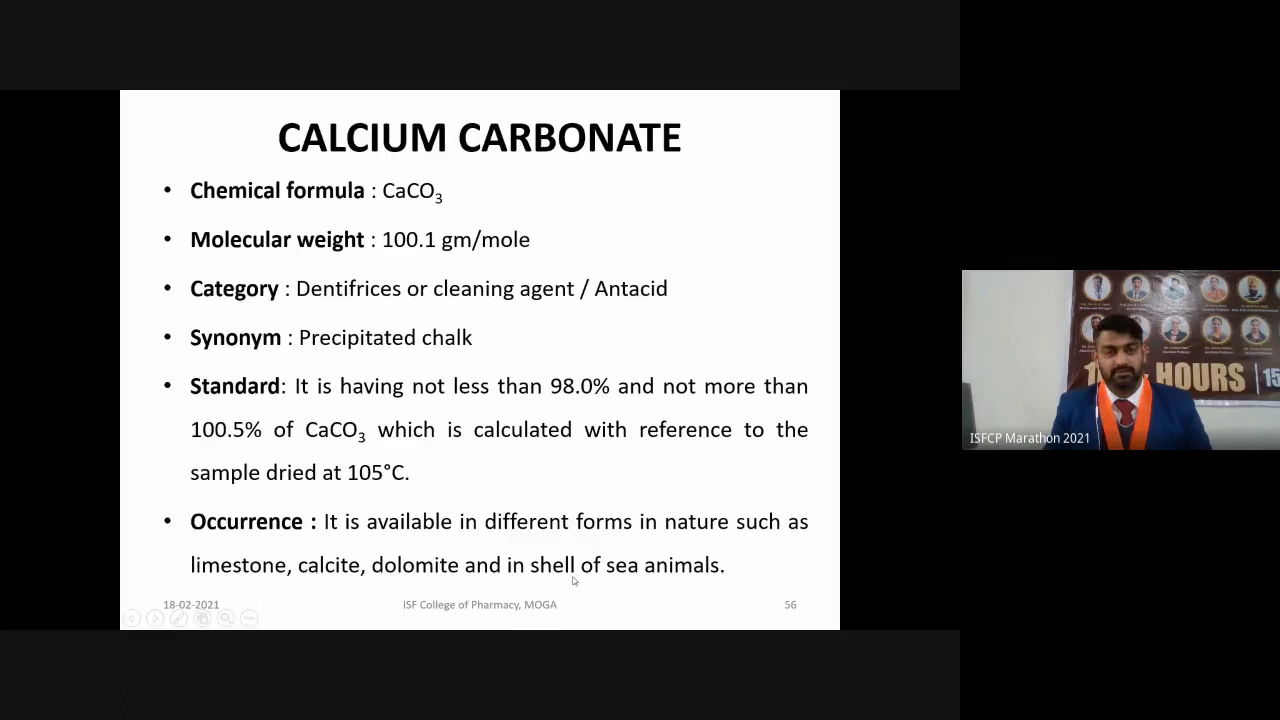 CALCIUM CARBONATE
• Chemical formula : CaCO₃
• Molecular weight : 100.1 gm/mole
• Category : Dentifrices or cleaning agent / Antacid
• Synonym : Precipitated chalk
• Standard: It is having not less than 98.0% and not more than
100.5% of CaCO₃ which is calculated with reference to the
sample dried at 105°C.
• Occurrence : It is available in different forms in nature such as
limestone, calcite, dolomite and in shell of sea animals.
18-02-2021
ISF College of Pharmacy, MOGA
56
HOURS
15
ISFCP Marathon 2021